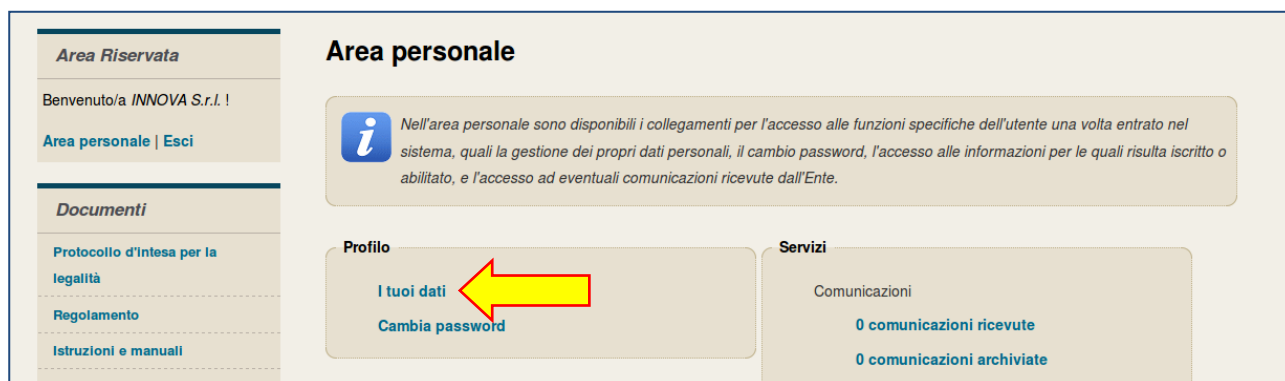 Area Riservata
Benvenuto/a INNOVA S.r.l. !
Area personale | Esci
Documenti
Protocollo d'intesa per la
legalità
Regolamento
Istruzioni e manuali
Area personale
Nell'area personale sono disponibili i collegamenti per l'accesso alle funzioni specifiche dell'utente una volta entrato nel
sistema, quali la gestione dei propri dati personali, il cambio password, l'accesso alle informazioni per le quali risulta iscritto o
abilitato, e l'accesso ad eventuali comunicazioni ricevute dall'Ente.
Profilo
I tuoi dati
Cambia password
Servizi
Comunicazioni
0 comunicazioni ricevute
0 comunicazioni archiviate